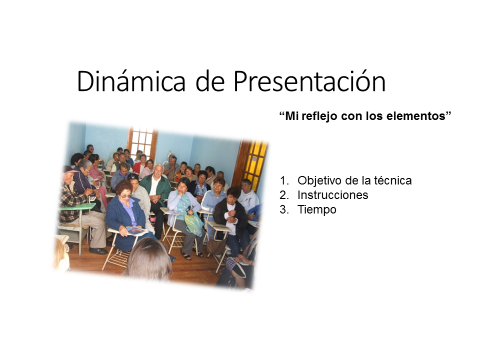 Dinámica de Presentación
“Mi reflejo con los elementos”
1. Objetivo de la técnica
2. Instrucciones
3. Tiempo